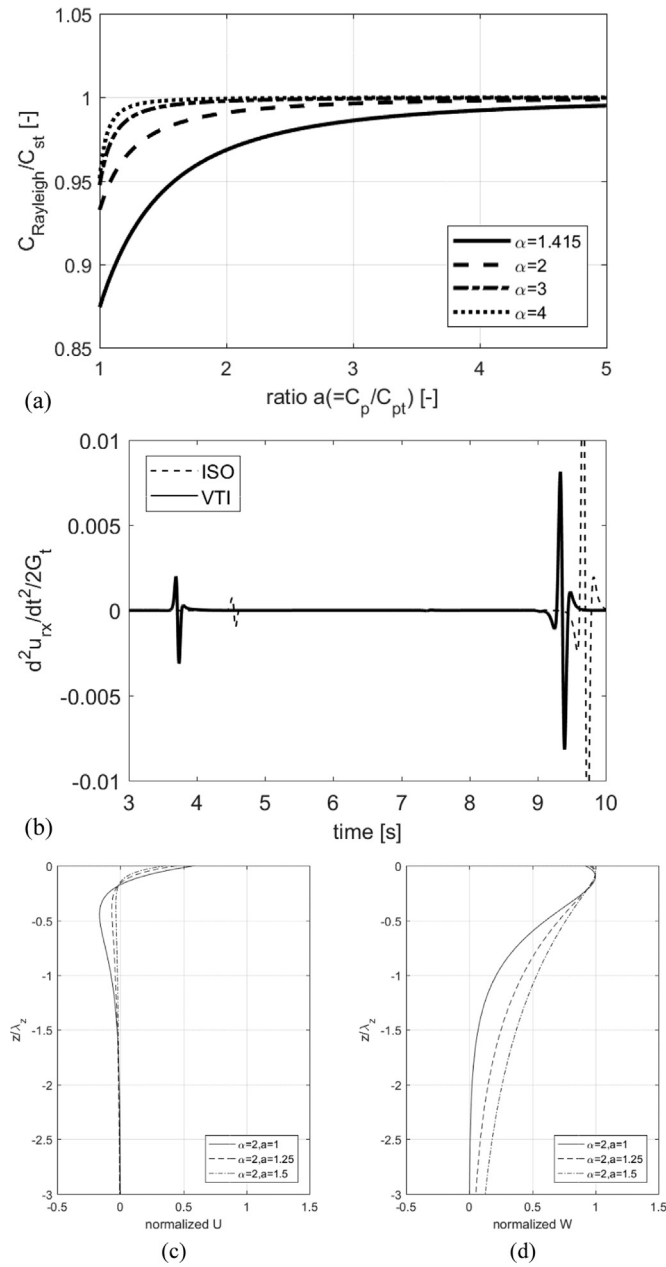 1.05
1
0.95
0.9
0.85
C_Rayleigh/C_st [-]
α=1.415
α=2
α=3
α=4
1 2 3 4 5
ratio a(=C_p/C_pt) [-]
(a)
0.01
0.005
0
-0.005
-0.01
d²u_rx/dt²/2G_t
ISO
VTI
3 4 5 6 7 8 9 10
time [s]
(b)
0
-0.5
-1
-1.5
-2
-2.5
-3
z/λ_z
α=2,a=1
α=2,a=1.25
α=2,a=1.5
-0.5 0 0.5 1 1.5
normalized U
(c)
0
-0.5
-1
-1.5
-2
-2.5
-3
z/λ_z
α=2,a=1
α=2,a=1.25
α=2,a=1.5
-0.5 0 0.5 1 1.5
normalized W
(d)